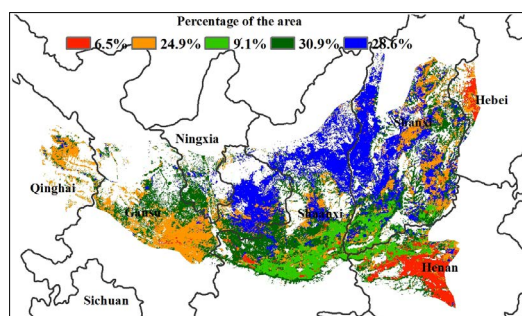 Percentage of the area
6.5% 24.9% 9.1% 30.9% 28.6%
Hebei
Shanxi
Ningxia
Qinghai
Gansu
Shaanxi
Henan
Sichuan